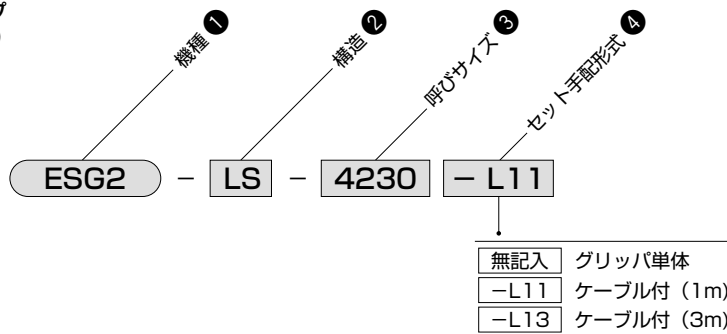 プ
機種 ❶
構造 ❷
呼びサイズ ❸
セット手配形式 ❹
ESG2 － LS － 4230 －L11
無記入 グリッパ単体
－L11 ケーブル付（1m)
－L13 ケーブル付（3m)